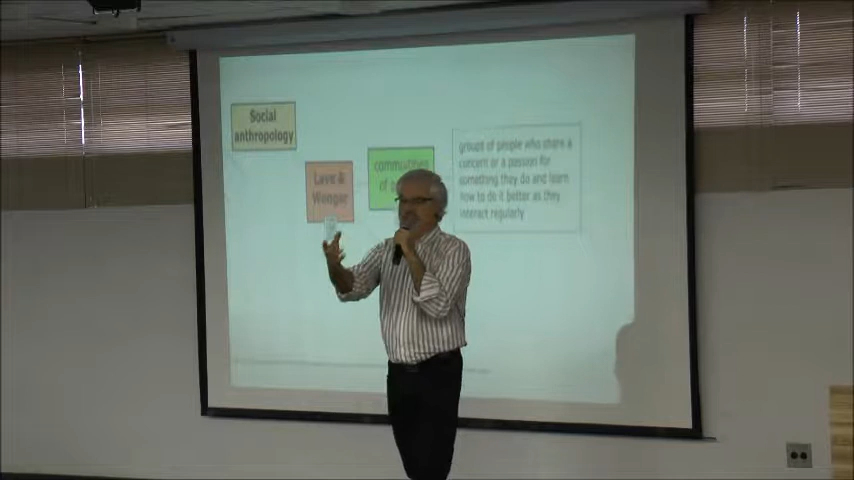 Social
anthropology
Lave &
Wenger
communities
of
groups of people who share a
concern or a passion for
something they do and learn
how to do it better as they
interact regularly